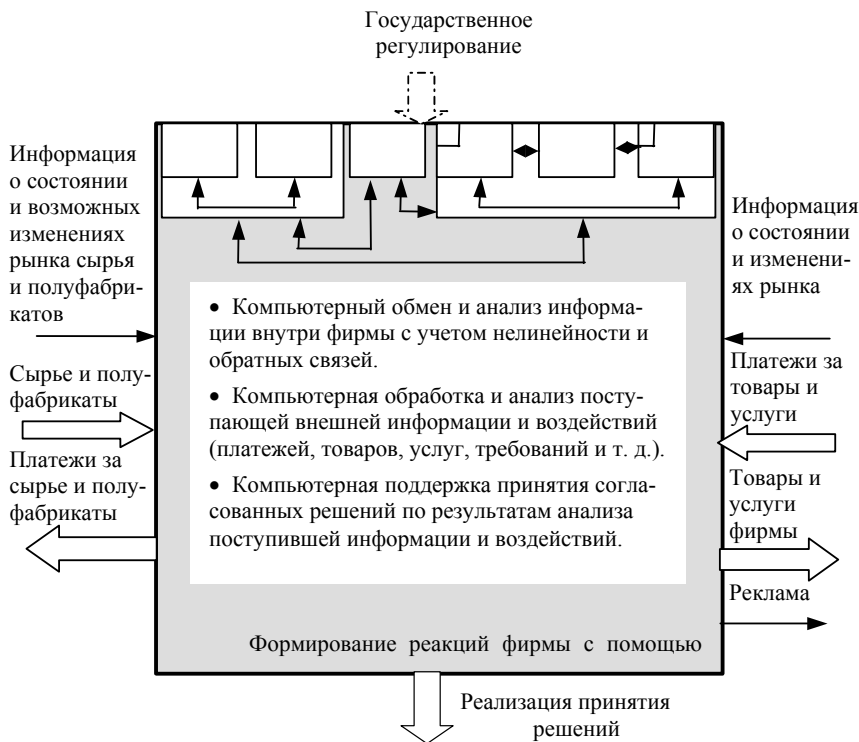 Государственное
регулирование
Информация
о состоянии
и возможных
изменениях
рынка сырья
и полуфабри-
катов
Сырье и полу-
фабрикаты
Платежи за
сырье и полу-
фабрикаты
• Компьютерный обмен и анализ информа-
ции внутри фирмы с учетом нелинейности и
обратных связей.
• Компьютерная обработка и анализ посту-
пающей внешней информации и воздействий
(платежей, товаров, услуг, требований и т. д.).
• Компьютерная поддержка принятия согла-
сованных решений по результатам анализа
поступившей информации и воздействий.
Формирование реакций фирмы с помощью
Информация
о состоянии
и изменени-
ях рынка
Платежи за
товары и
услуги
Товары и
услуги
фирмы
Реклама
Реализация принятия
решений